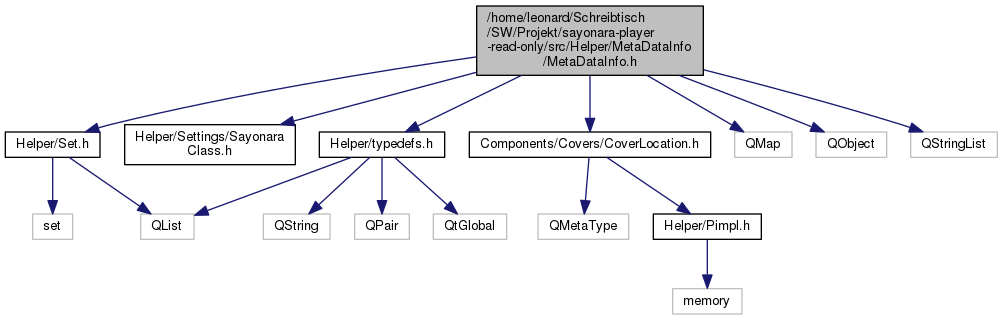 /home/leonard/Schreibtisch
/SW/Projekt/sayonara-player
-read-only/src/Helper/MetaDataInfo
/MetaDataInfo.h
Helper/Set.h
Helper/Settings/Sayonara
Class.h
Helper/typedefs.h
Components/Covers/CoverLocation.h
QMap
QObject
QStringList
set
QList
QString
QPair
QtGlobal
QMetaType
Helper/Pimpl.h
memory